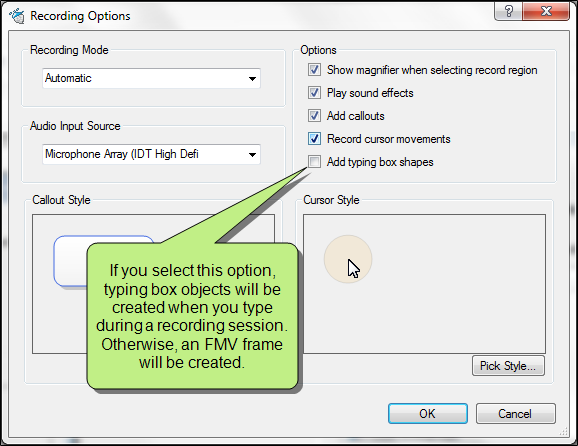 Recording Options
?
Recording Mode
Automatic
Options
Show magnifier when selecting record region
Play sound effects
Add callouts
Record cursor movements
Add typing box shapes
Audio Input Source
Microphone Array (IDT High Defi
Callout Style
If you select this option,
typing box objects will be
created when you type
during a recording session.
Otherwise, an FMV frame
will be created.
Cursor Style
Pick Style...
OK
Cancel